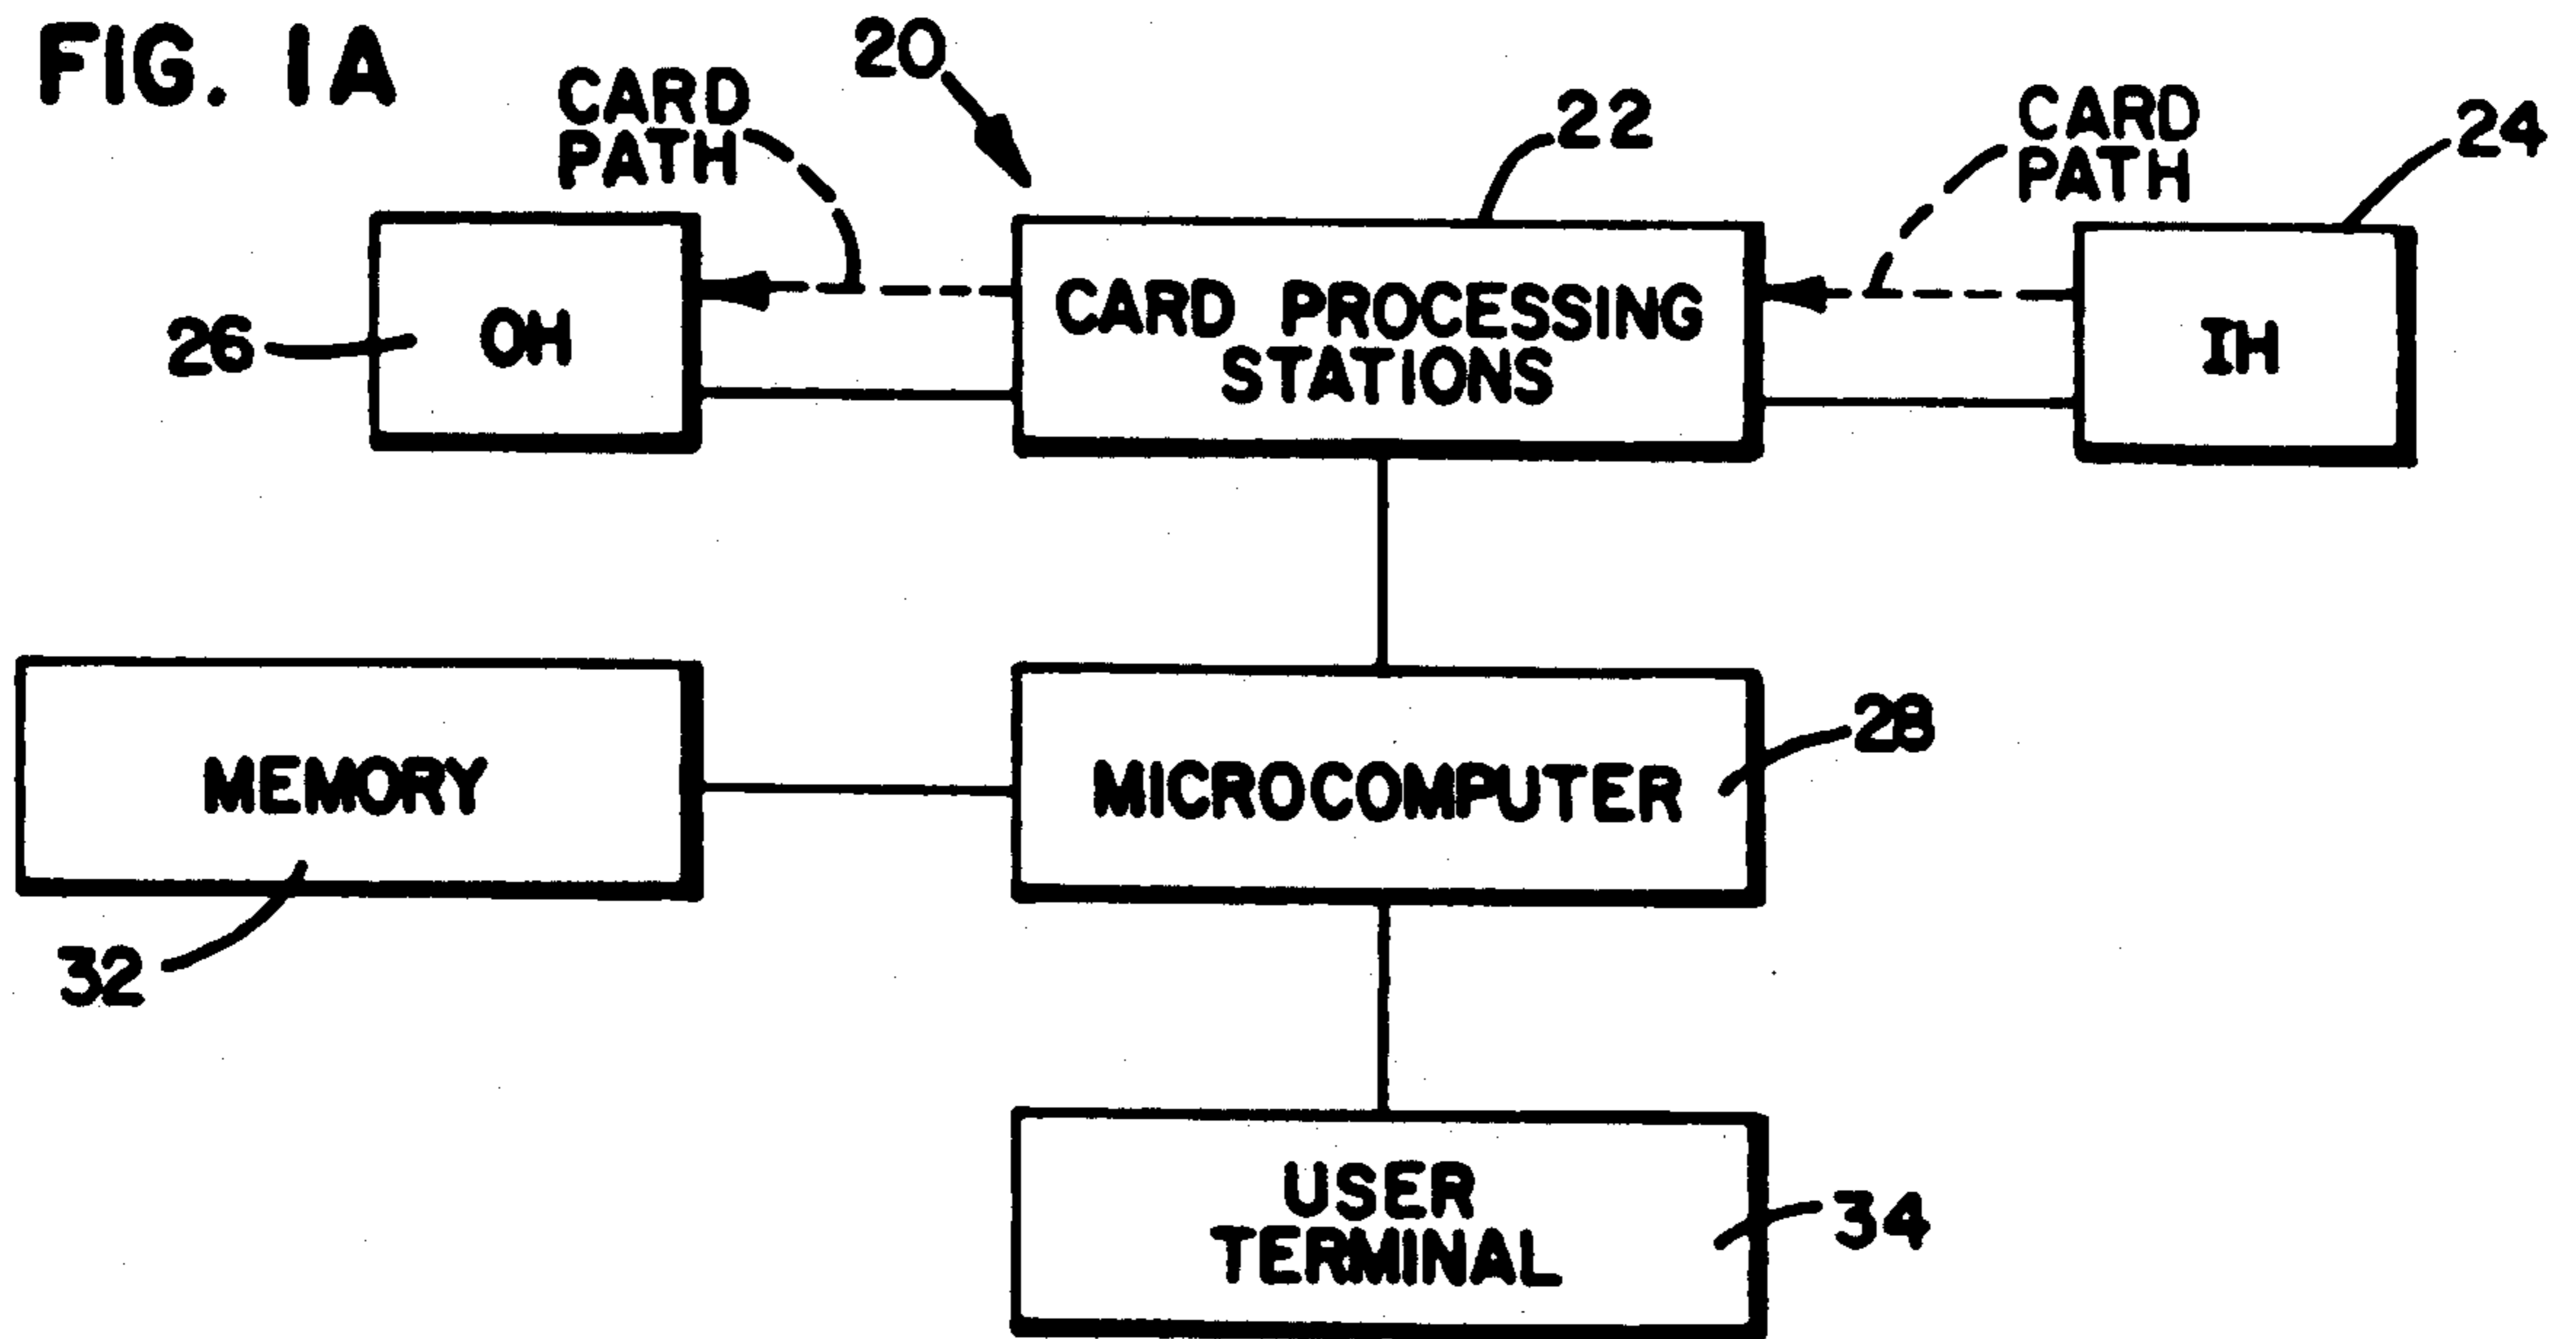 FIG. 1A
20
CARD
PATH
22
CARD
PATH
24
26
OH
CARD PROCESSING
STATIONS
IH
MEMORY
MICROCOMPUTER
28
32
USER
TERMINAL
34